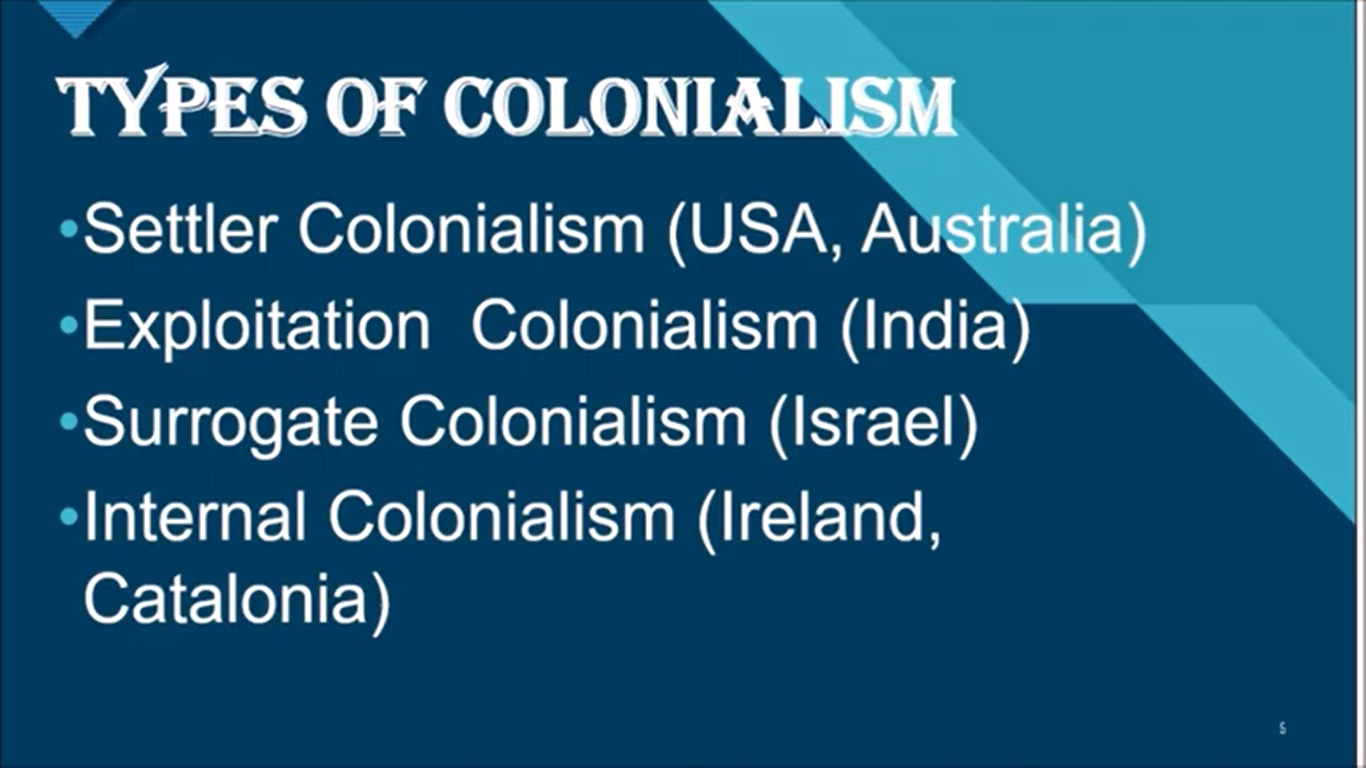 TYPES OF COLONIALISM
•Settler Colonialism (USA, Australia)
•Exploitation  Colonialism (India)
•Surrogate Colonialism (Israel)
•Internal Colonialism (Ireland,
Catalonia)
5